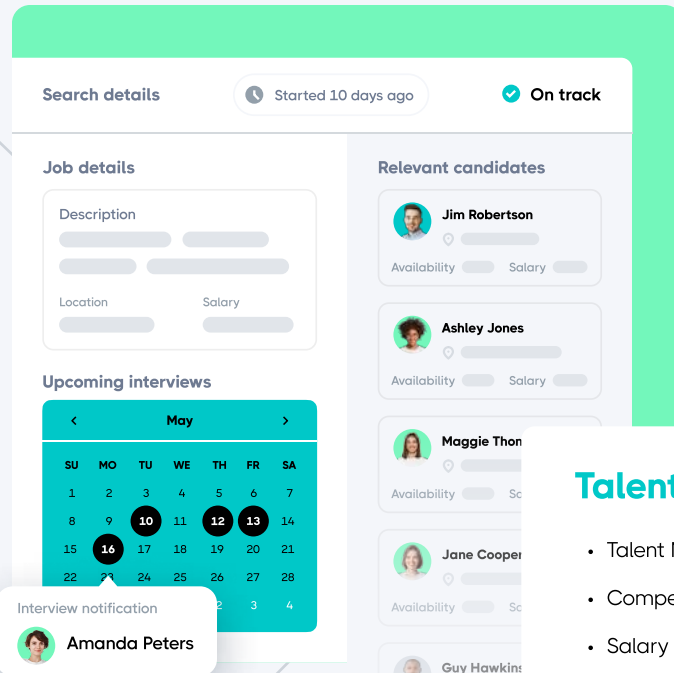 Search details
Started 10 days ago
On track
Job details
Description
Location Salary
Upcoming interviews
May
SU MO TU WE TH FR SA
1 2 3 4 5 6 7
8 9 10 11 12 13 14
15 16 17 18 19 20 21
22 23 24 25 26 27 28
2 3 4
Interview notification
Amanda Peters
Relevant candidates
Jim Robertson
Availability Salary
Ashley Jones
Availability Salary
Maggie Thon
Availability Sa
Jane Cooper
Availability Sa
Guy Hawkins
Talent
• Talent
• Compe
• Salary